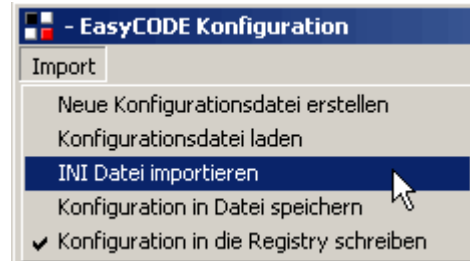 - EasyCODE Konfiguration
Import
Neue Konfigurationsdatei erstellen
Konfigurationsdatei laden
INI Datei importieren
Konfiguration in Datei speichern
Konfiguration in die Registry schreiben